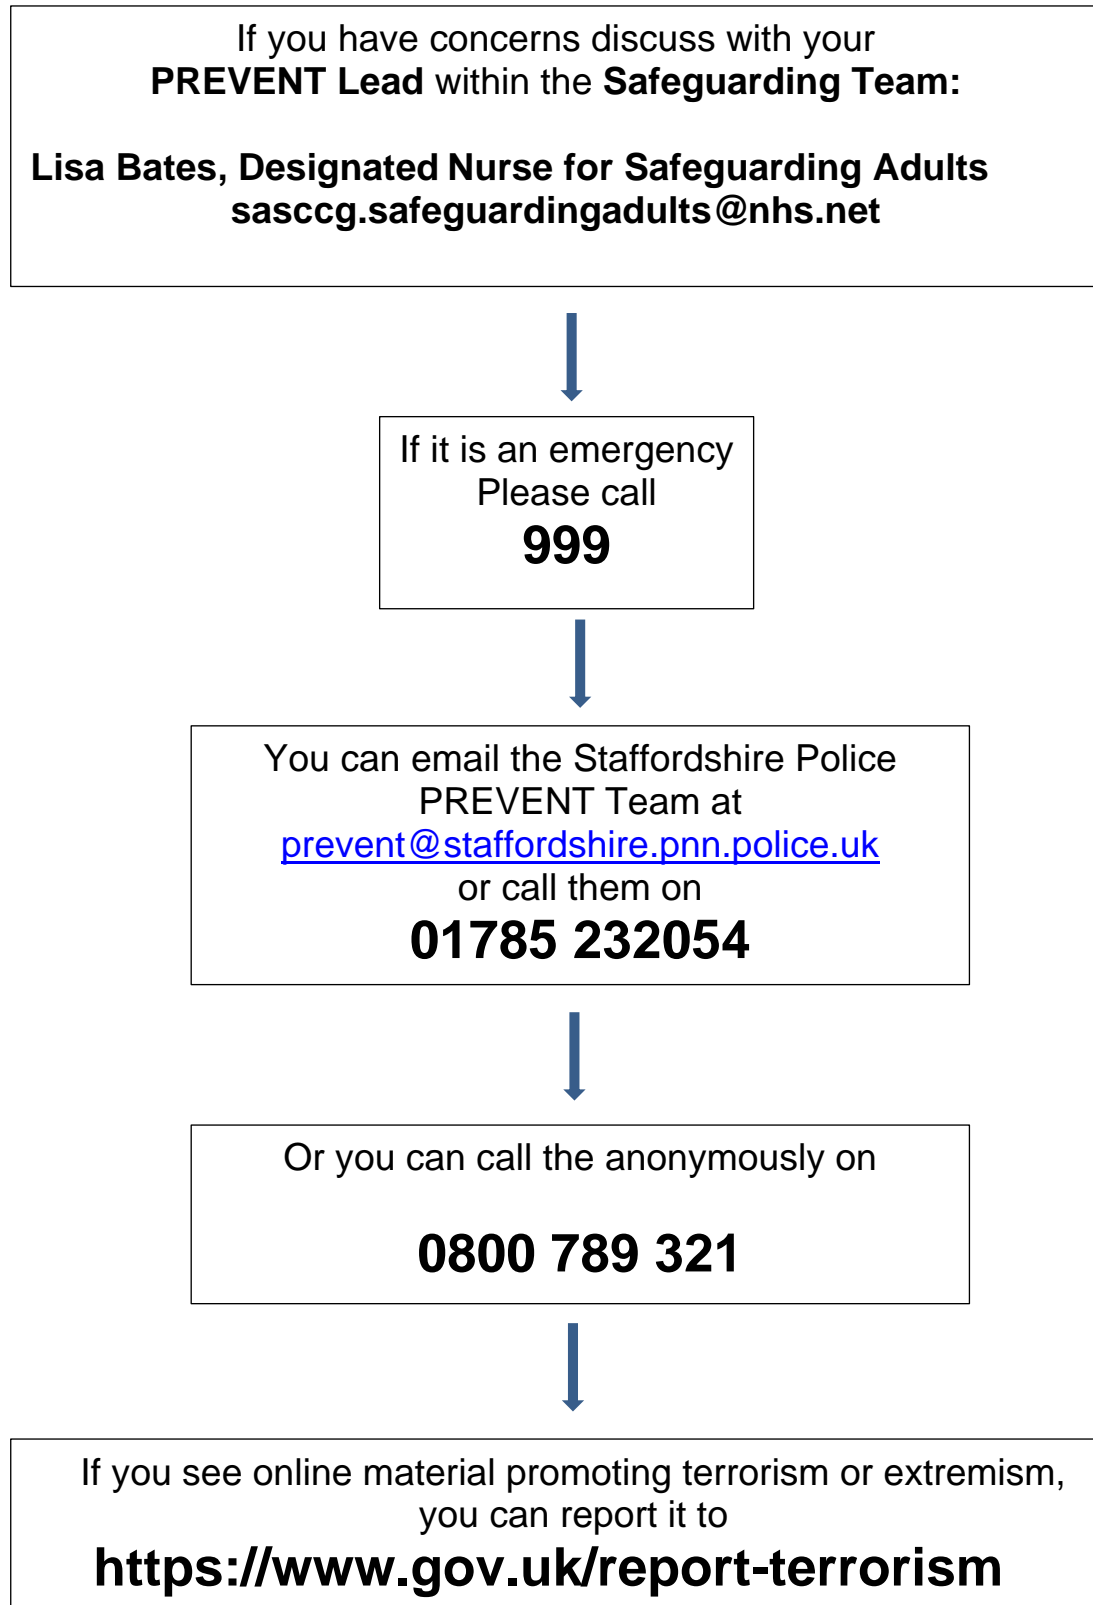 If you have concerns discuss with your
PREVENT Lead within the Safeguarding Team:
Lisa Bates, Designated Nurse for Safeguarding Adults
sasccg.safeguardingadults@nhs.net
If it is an emergency
Please call
999
You can email the Staffordshire Police
PREVENT Team at
prevent@staffordshire.pnn.police.uk
or call them on
01785 232054
Or you can call the anonymously on
0800 789 321
If you see online material promoting terrorism or extremism,
you can report it to
https://www.gov.uk/report-terrorism